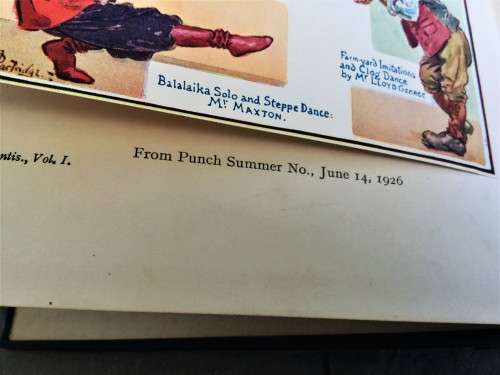 Partridge.
Balalaika Solo and Steppe Dance:
Mr MAXTON.
Farm-yard Imitations
and Clog Dance
by Mr LLOYD GEORGE
ntis., Vol. I.
From Punch Summer No., June 14, 1926